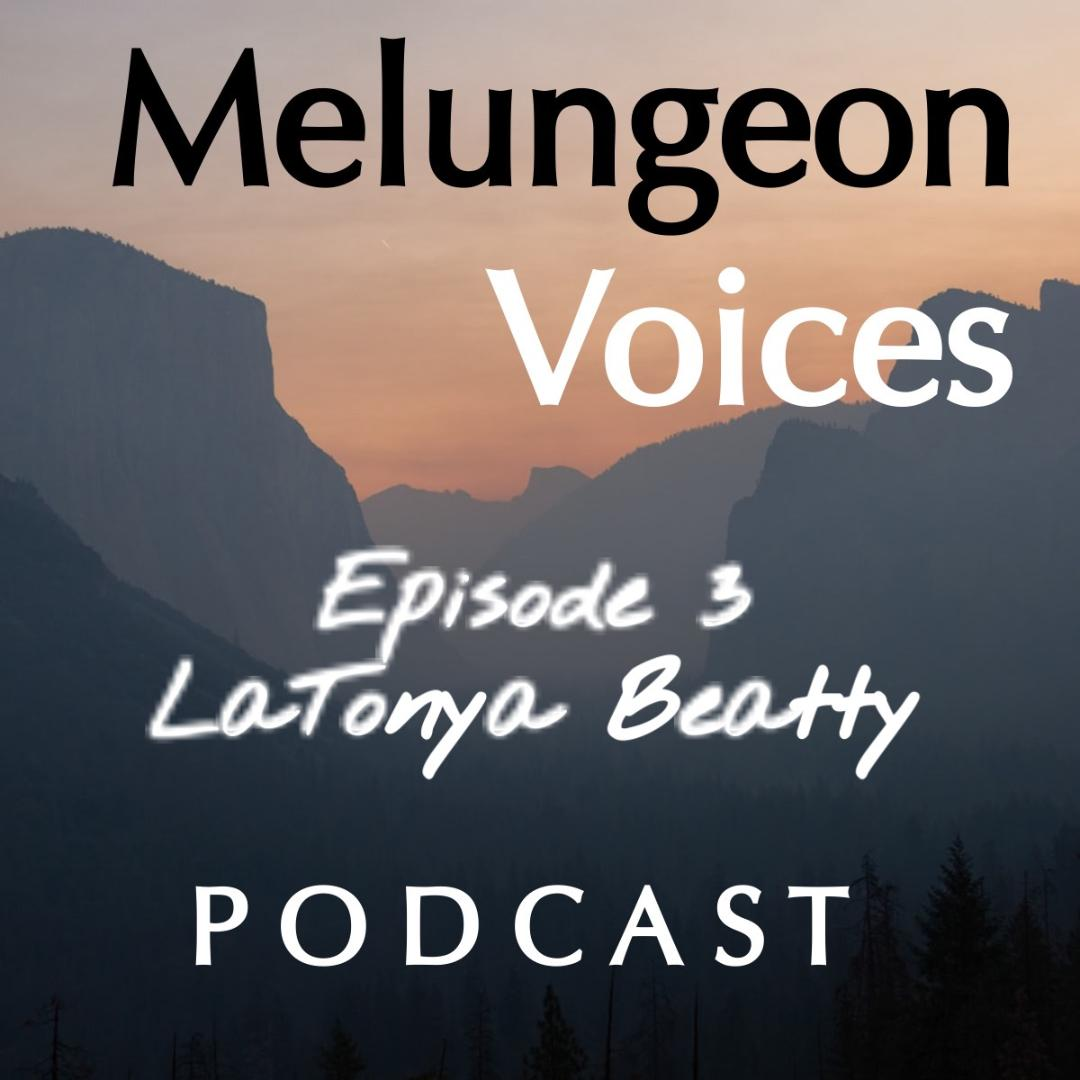 Melungeon
Voices
Episode 3
LaTonya Beatty
PODCAST